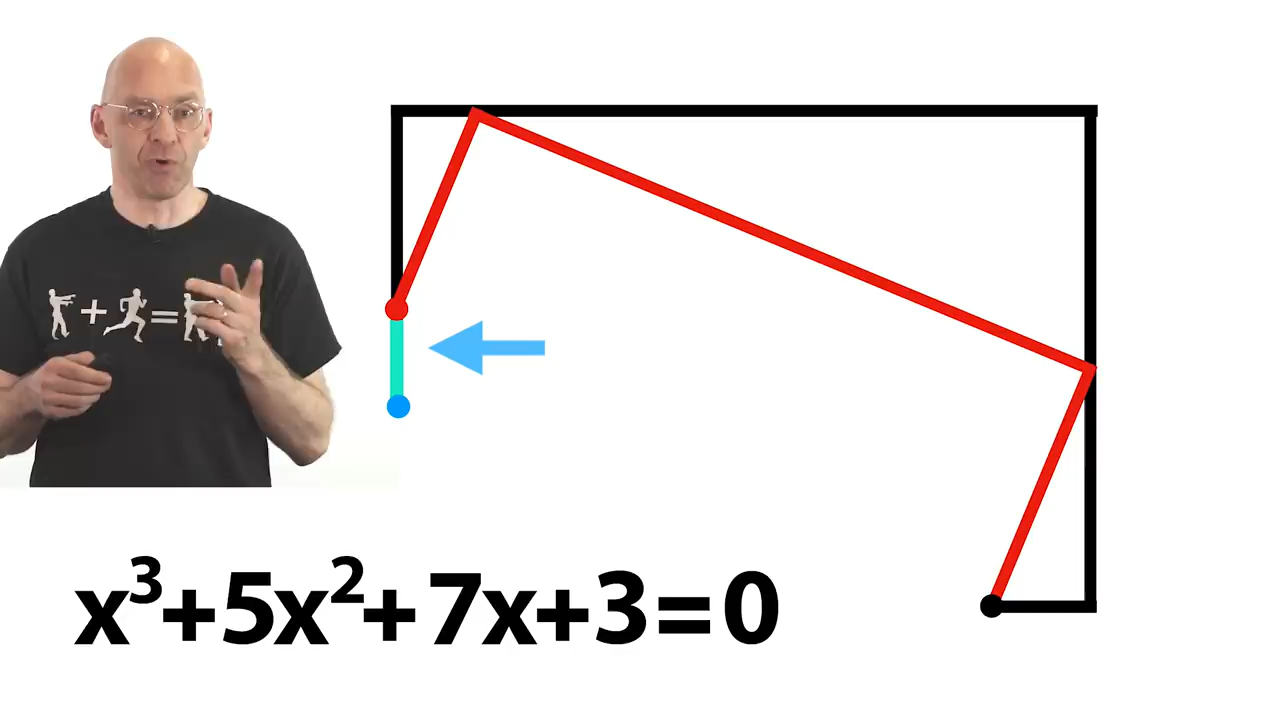 + =
x³+5x²+7x+3=0